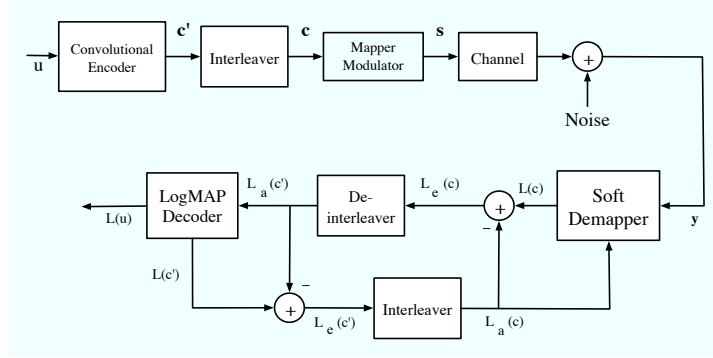 c'
c
s
u
Convolutional
Encoder
Interleaver
Mapper
Modulator
Channel
+
Noise
L(u)
LogMAP
Decoder
L a (c')
De-
interleaver
L e (c)
+
−
L(c)
Soft
Demapper
y
L(c')
+
−
L e (c')
Interleaver
L a (c)